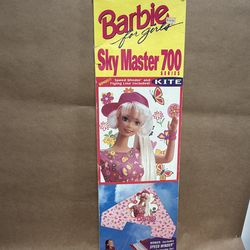 Barbie
for girls
Sky Master 700
SERIES
Speed Winder and
Flying Line Included!
KITE
SPEED WINDER